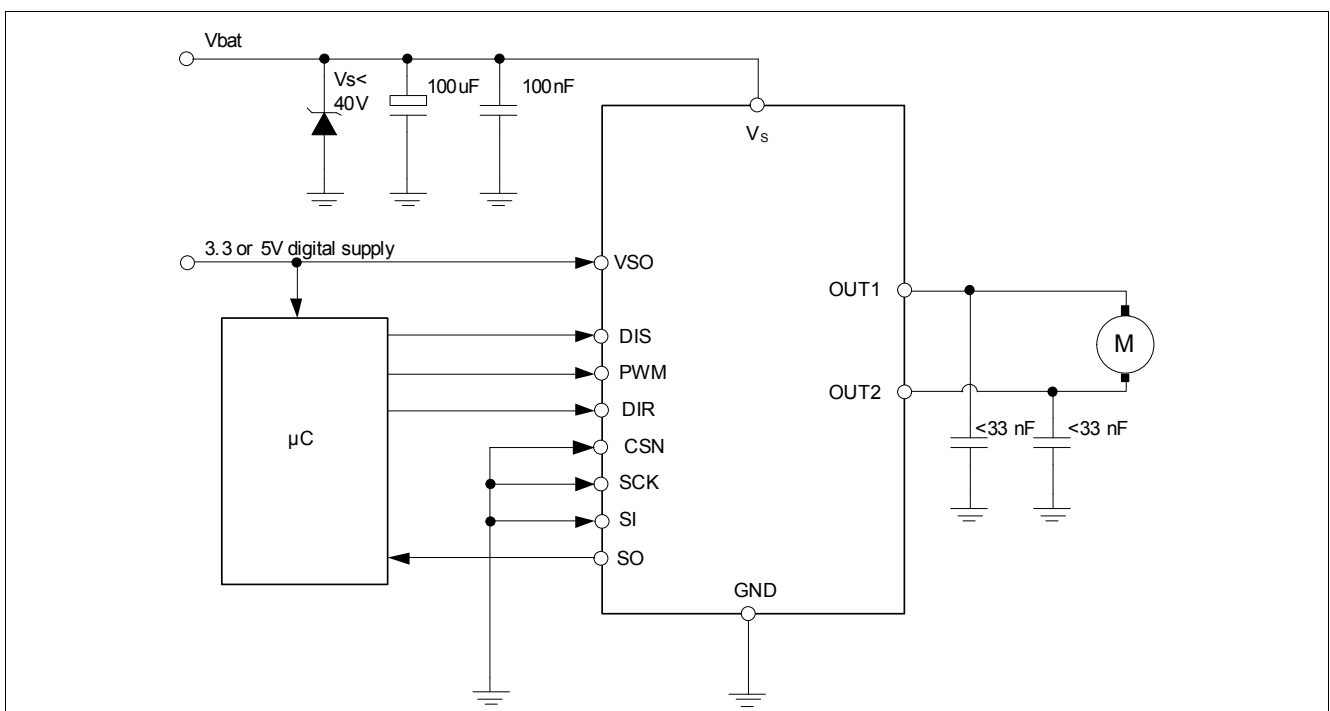 Vbat
Vs<
40V
100uF
100nF
Vs
3.3 or 5V digital supply
VSO
OUT1
DIS
M
PWM
OUT2
DIR
<33 nF
<33 nF
µC
CSN
SCK
SI
SO
GND